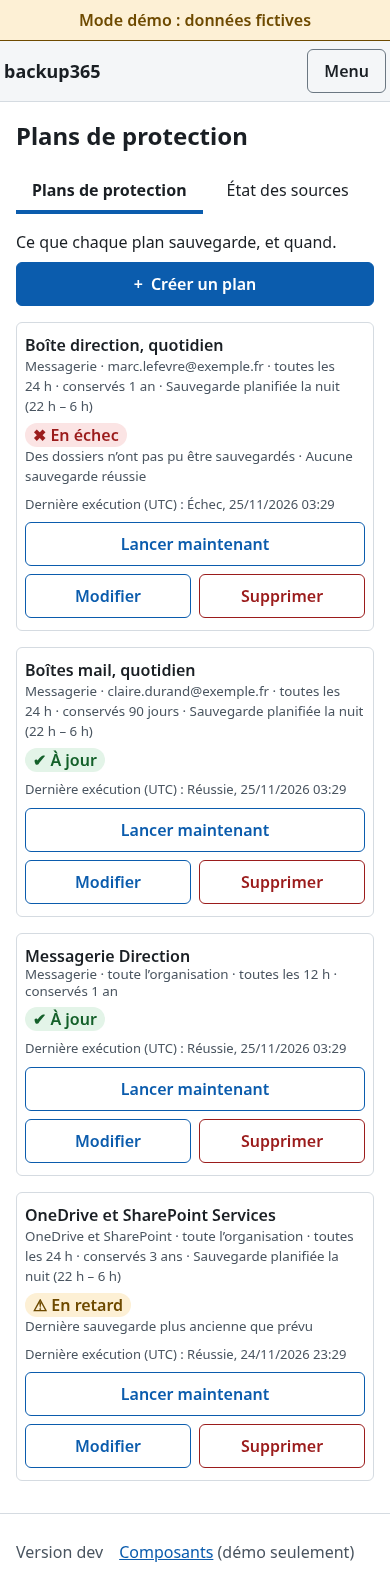 Mode démo : données fictives
backup365
Menu
Plans de protection
Plans de protection
État des sources
Ce que chaque plan sauvegarde, et quand.
+ Créer un plan
Boîte direction, quotidien
Messagerie · marc.lefevre@exemple.fr · toutes les
24 h · conservés 1 an · Sauvegarde planifiée la nuit
(22 h – 6 h)
✖ En échec
Des dossiers n’ont pas pu être sauvegardés · Aucune
sauvegarde réussie
Dernière exécution (UTC) : Échec, 25/11/2026 03:29
Lancer maintenant
Modifier
Supprimer
Boîtes mail, quotidien
Messagerie · claire.durand@exemple.fr · toutes les
24 h · conservés 90 jours · Sauvegarde planifiée la nuit
(22 h – 6 h)
✔ À jour
Dernière exécution (UTC) : Réussie, 25/11/2026 03:29
Lancer maintenant
Modifier
Supprimer
Messagerie Direction
Messagerie · toute l’organisation · toutes les 12 h ·
conservés 1 an
✔ À jour
Dernière exécution (UTC) : Réussie, 25/11/2026 03:29
Lancer maintenant
Modifier
Supprimer
OneDrive et SharePoint Services
OneDrive et SharePoint · toute l’organisation · toutes
les 24 h · conservés 3 ans · Sauvegarde planifiée la
nuit (22 h – 6 h)
⚠ En retard
Dernière sauvegarde plus ancienne que prévu
Dernière exécution (UTC) : Réussie, 24/11/2026 23:29
Lancer maintenant
Modifier
Supprimer
Version dev Composants (démo seulement)